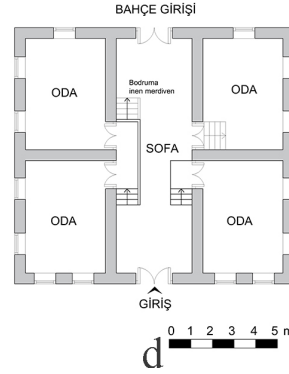 BAHÇE GİRİŞİ
ODA
Bodruma
inen merdiven
ODA
SOFA
ODA
ODA
GİRİŞ
0 1 2 3 4 5 m
d